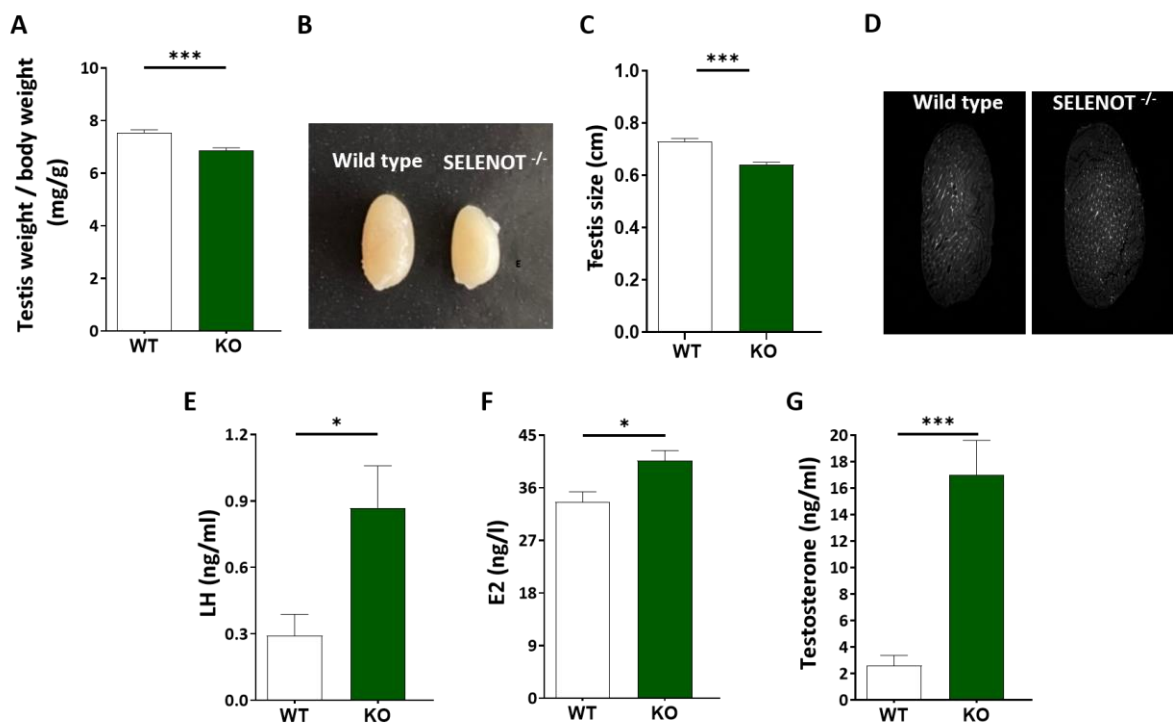 A
Testis weight / body weight
(mg/g)
10
8
6
4
2
0
***
WT
KO
B
Wild type
SELENOT -/-
C
Testis size (cm)
1.0
0.8
0.6
0.4
0.2
0.0
***
WT
KO
D
Wild type
SELENOT -/-
E
LH (ng/ml)
1.2
0.9
0.6
0.3
0.0
*
WT
KO
F
E2 (ng/l)
45
36
27
18
9
0
*
WT
KO
G
Testosterone (ng/ml)
20
18
16
14
12
10
8
6
4
2
0
***
WT
KO